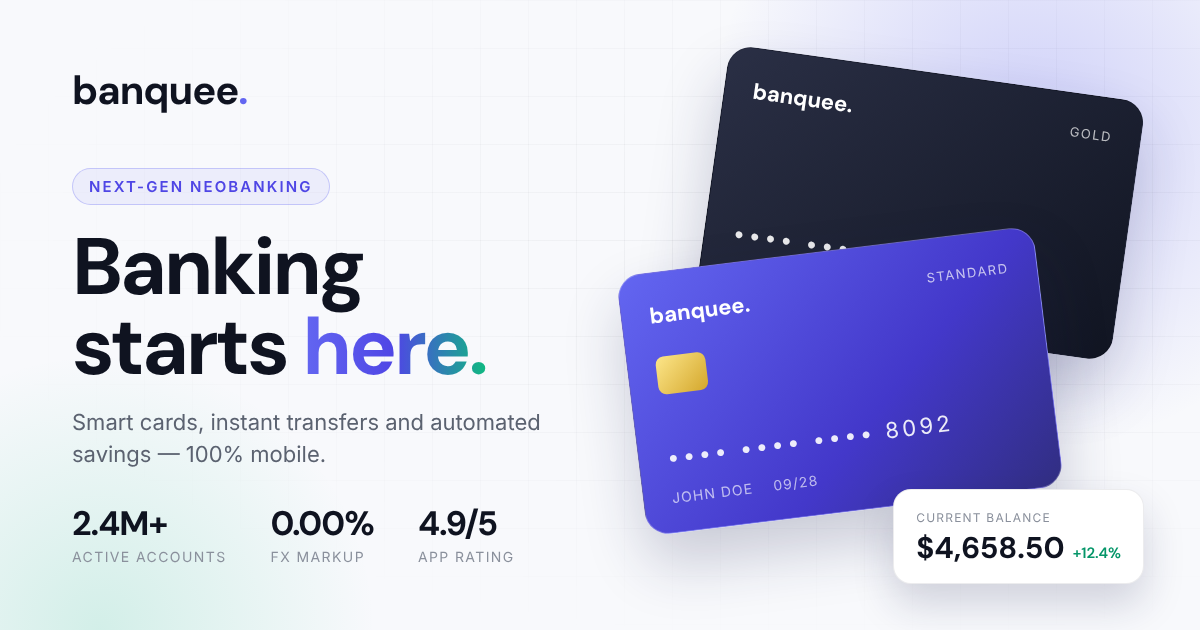 banquee.
NEXT-GEN NEOBANKING
Banking
starts here.
Smart cards, instant transfers and automated
savings — 100% mobile.
2.4M+
ACTIVE ACCOUNTS
0.00%
FX MARKUP
4.9/5
APP RATING
banquee.
GOLD
•••• •••
banquee.
STANDARD
•••• •••• •••• 8092
JOHN DOE 09/28
CURRENT BALANCE
$4,658.50 +12.4%